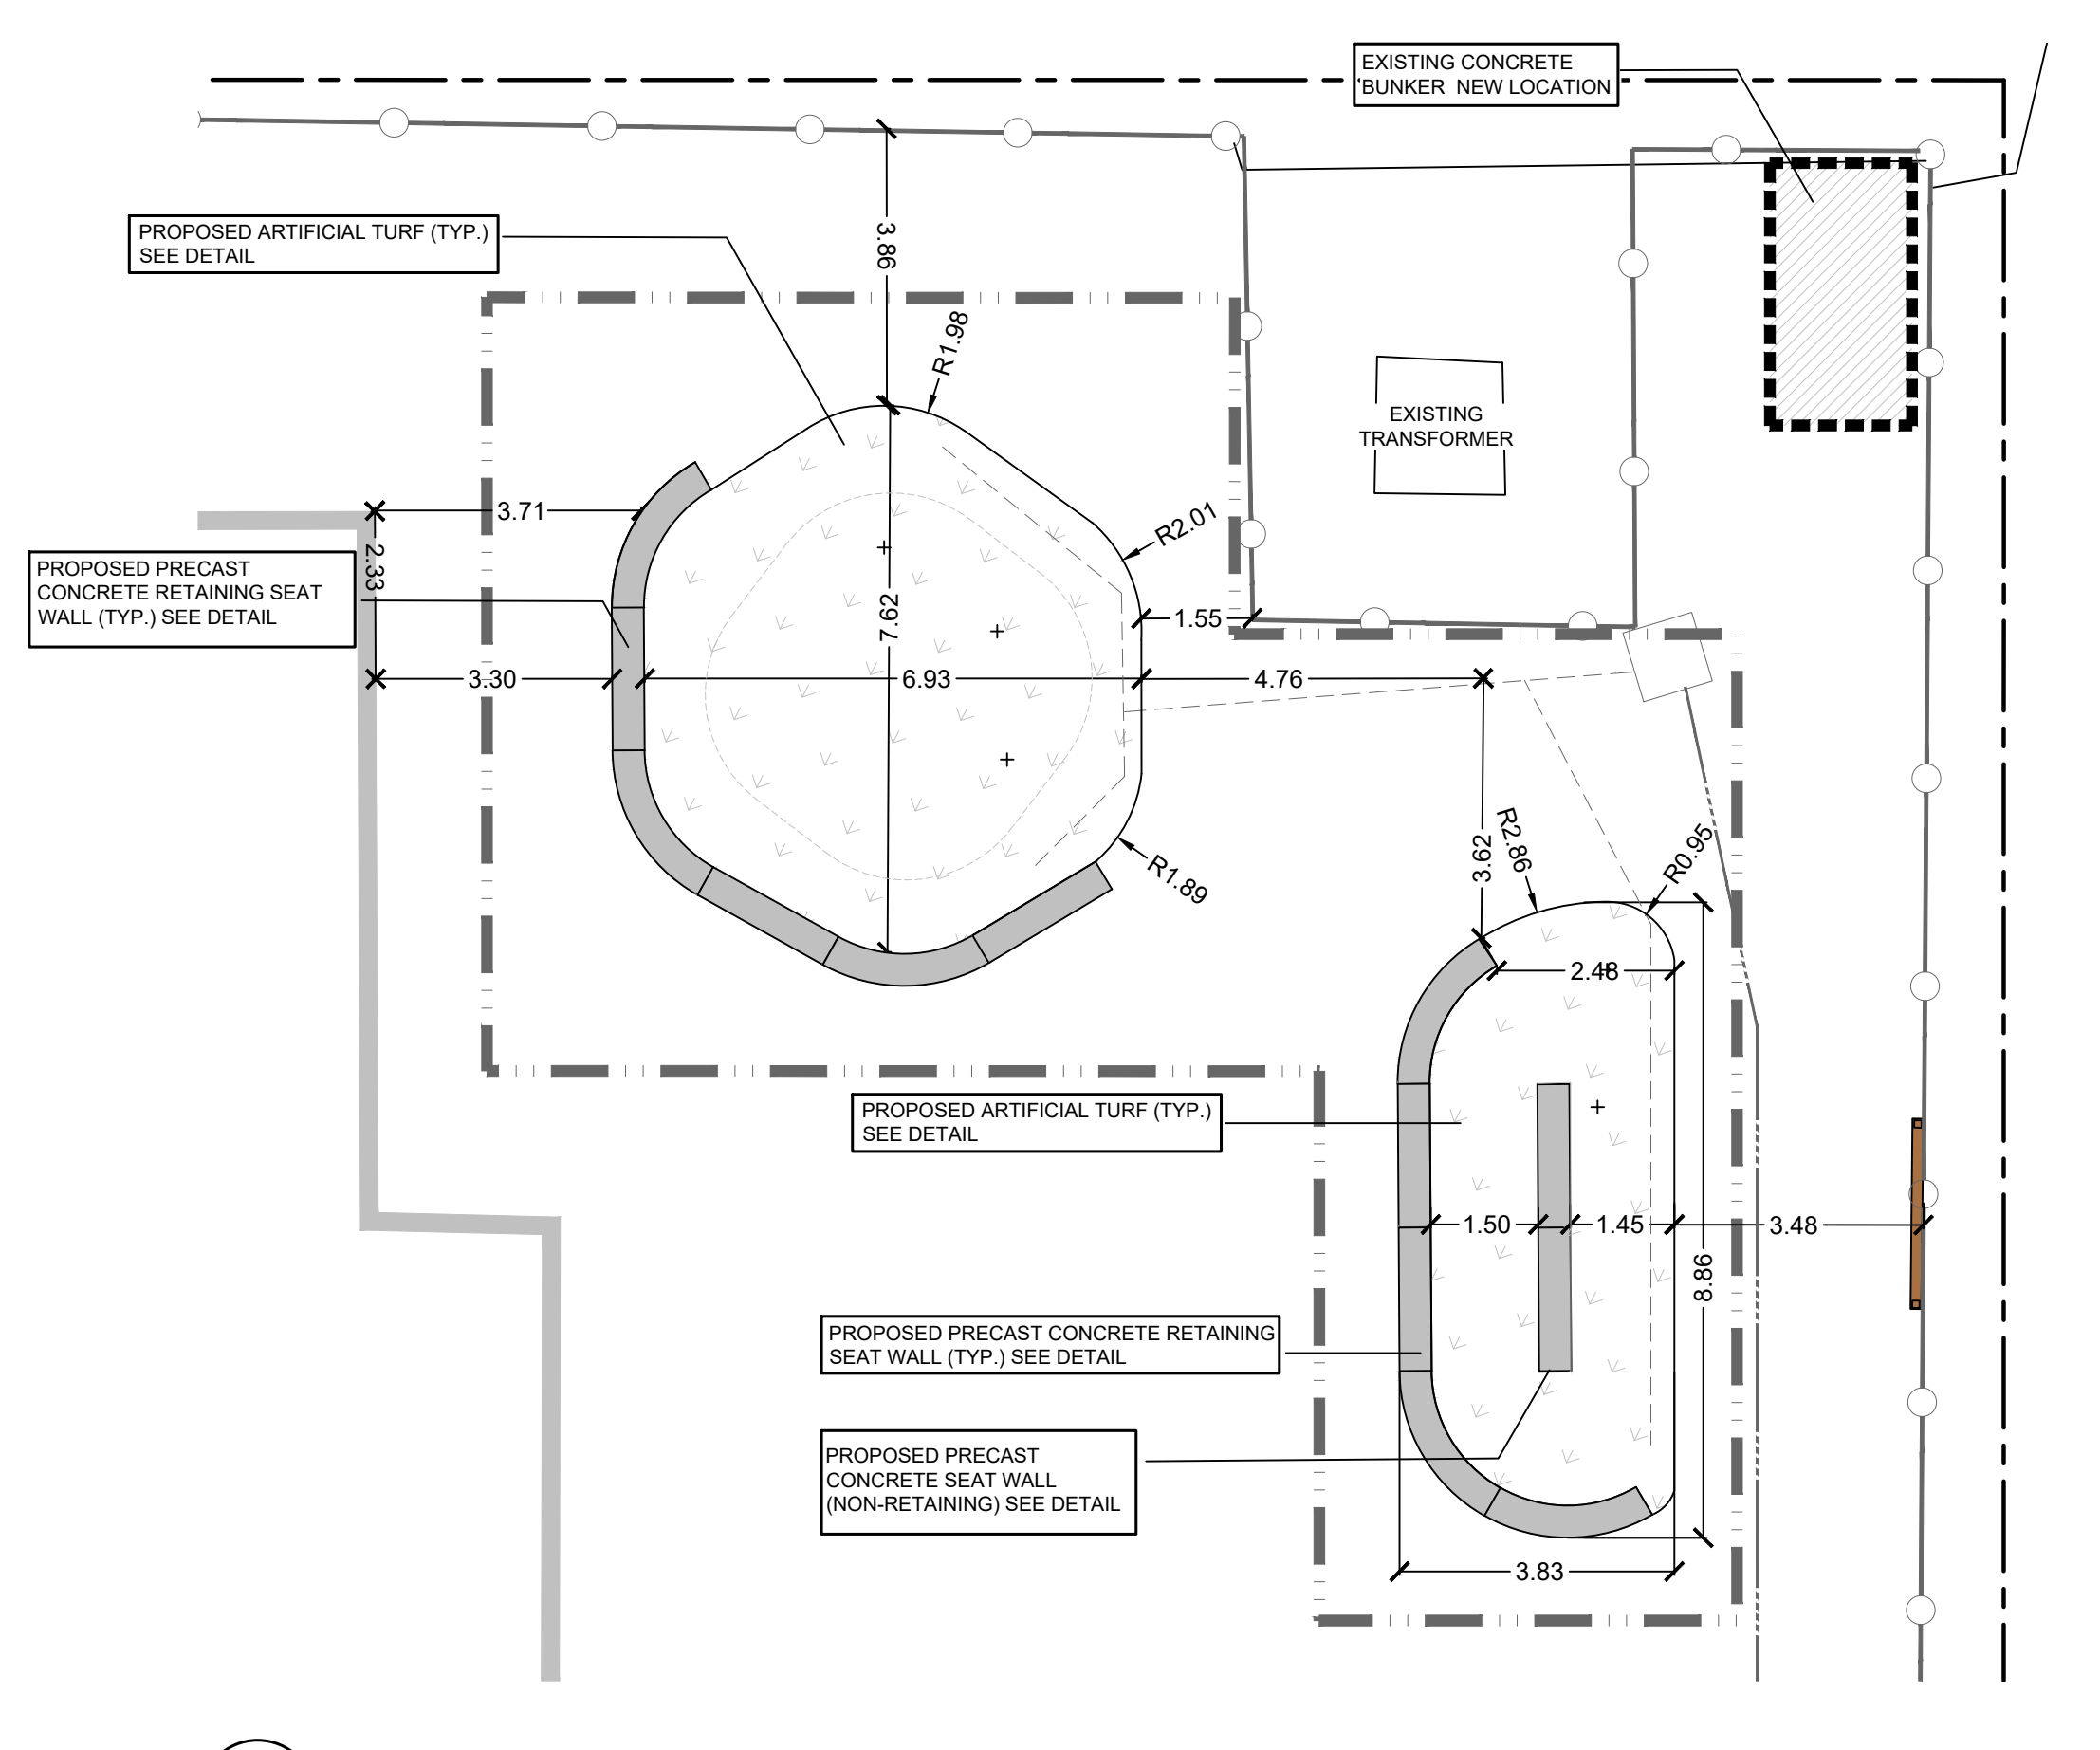 EXISTING CONCRETE
BUNKER NEW LOCATION
PROPOSED ARTIFICIAL TURF (TYP.)
SEE DETAIL
3.86
R1.98
EXISTING
TRANSFORMER
3.71
R2.01
2.33
PROPOSED PRECAST
CONCRETE RETAINING SEAT
WALL (TYP.) SEE DETAIL
7.62
1.55
3.30
6.93
4.76
3.62
R2.86
R0.95
R1.89
2.48
PROPOSED ARTIFICIAL TURF (TYP.)
SEE DETAIL
1.50
1.45
3.48
8.86
PROPOSED PRECAST CONCRETE RETAINING
SEAT WALL (TYP.) SEE DETAIL
PROPOSED PRECAST
CONCRETE SEAT WALL
(NON-RETAINING) SEE DETAIL
3.83